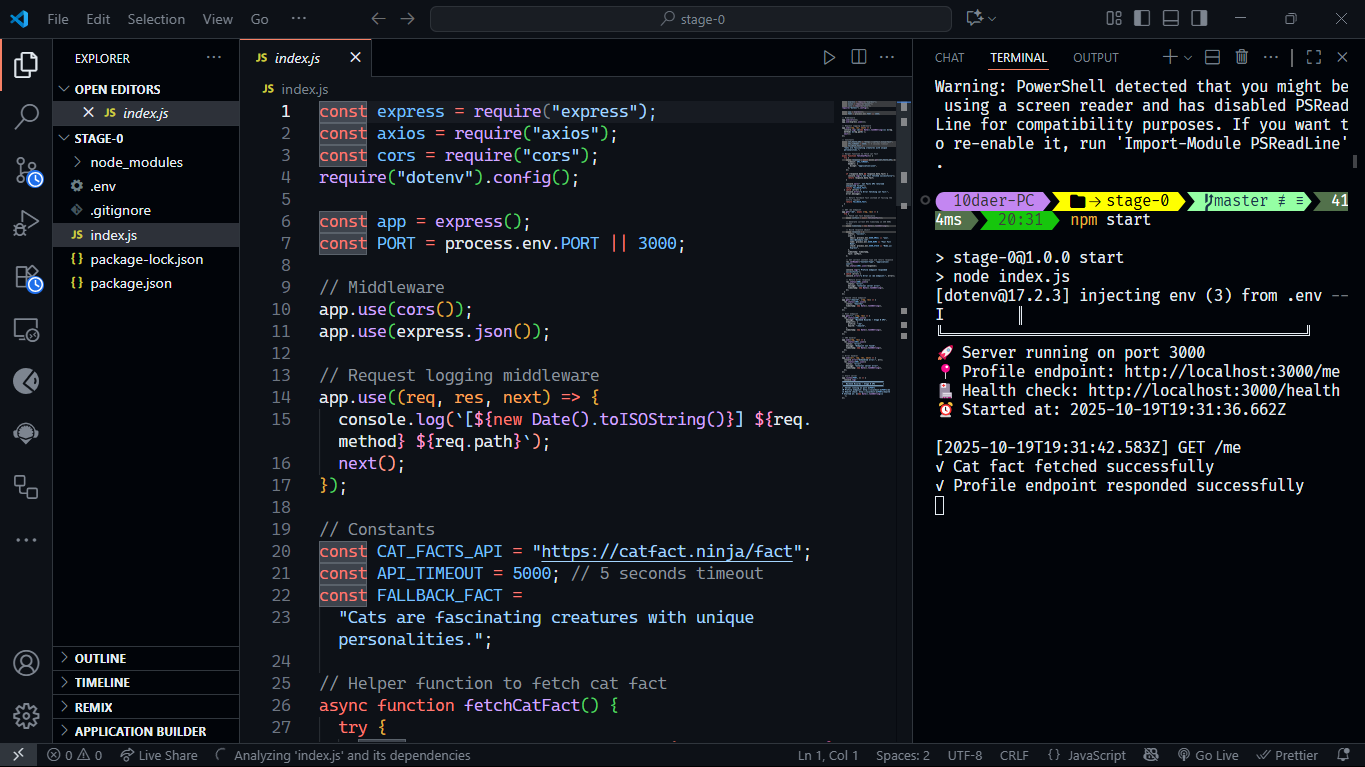 File Edit Selection View Go ··· stage-0
EXPLORER ···
OPEN EDITORS
JS index.js
STAGE-0
node_modules
.env
.gitignore
JS index.js
{} package-lock.json
{} package.json
OUTLINE
TIMELINE
REMIX
APPLICATION BUILDER
JS index.js
JS index.js
1 const express = require("express");
2 const axios = require("axios");
3 const cors = require("cors");
4 require("dotenv").config();
5
6 const app = express();
7 const PORT = process.env.PORT || 3000;
8
9 // Middleware
10 app.use(cors());
11 app.use(express.json());
12
13 // Request logging middleware
14 app.use((req, res, next) => {
15 console.log(`[${new Date().toISOString()}] ${req.
method} ${req.path}`);
16 next();
17 });
18
19 // Constants
20 const CAT_FACTS_API = "https://catfact.ninja/fact";
21 const API_TIMEOUT = 5000; // 5 seconds timeout
22 const FALLBACK_FACT =
23 "Cats are fascinating creatures with unique
personalities.";
24
25 // Helper function to fetch cat fact
26 async function fetchCatFact() {
27 try {
CHAT TERMINAL OUTPUT
Warning: PowerShell detected that you might be
using a screen reader and has disabled PSRead
Line for compatibility purposes. If you want t
o re-enable it, run 'Import-Module PSReadLine'
.
10daer-PC → stage-0 master ≢ ≡ 41
4ms 20:31 npm start
> stage-0@1.0.0 start
> node index.js
[dotenv@17.2.3] injecting env (3) from .env --
I ║
╚══════════════════════════════════════╝
🚀 Server running on port 3000
📍 Profile endpoint: http://localhost:3000/me
🏥 Health check: http://localhost:3000/health
⏰ Started at: 2025-10-19T19:31:36.662Z
[2025-10-19T19:31:42.583Z] GET /me
√ Cat fact fetched successfully
√ Profile endpoint responded successfully
0 0 Live Share Analyzing 'index.js' and its dependencies Ln 1, Col 1 Spaces: 2 UTF-8 CRLF {} JavaScript Go Live Prettier